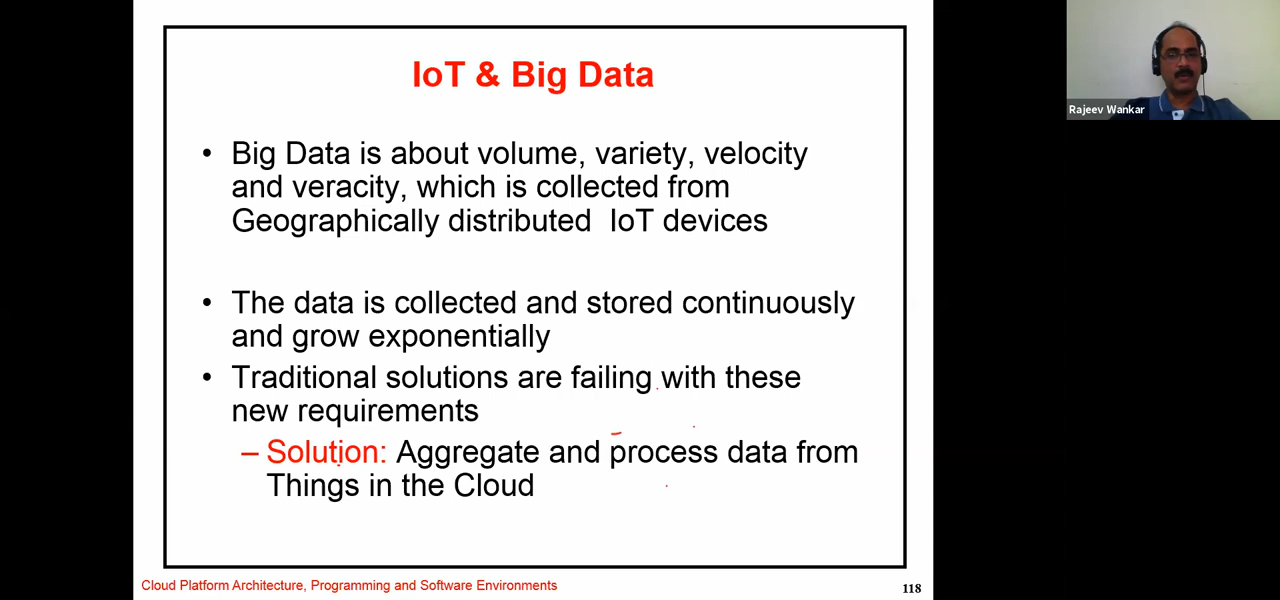 IoT & Big Data
• Big Data is about volume, variety, velocity
and veracity, which is collected from
Geographically distributed IoT devices
• The data is collected and stored continuously
and grow exponentially
• Traditional solutions are failing with these
new requirements
– Solution: Aggregate and process data from
Things in the Cloud
Cloud Platform Architecture, Programming and Software Environments
118
Rajeev Wankar